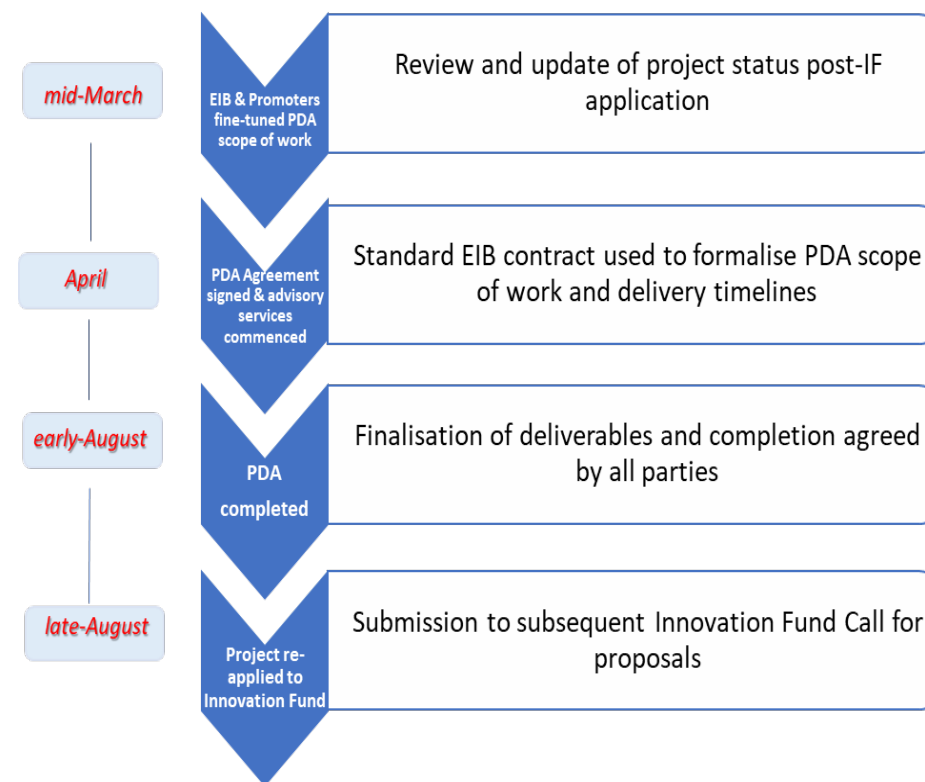 mid-March
EIB & Promoters
fine-tuned PDA
scope of work
Review and update of project status post-IF
application
April
PDA Agreement
signed & advisory
services
commenced
Standard EIB contract used to formalise PDA scope
of work and delivery timelines
early-August
PDA
completed
Finalisation of deliverables and completion agreed
by all parties
late-August
Project re-
applied to
Innovation Fund
Submission to subsequent Innovation Fund Call for
proposals